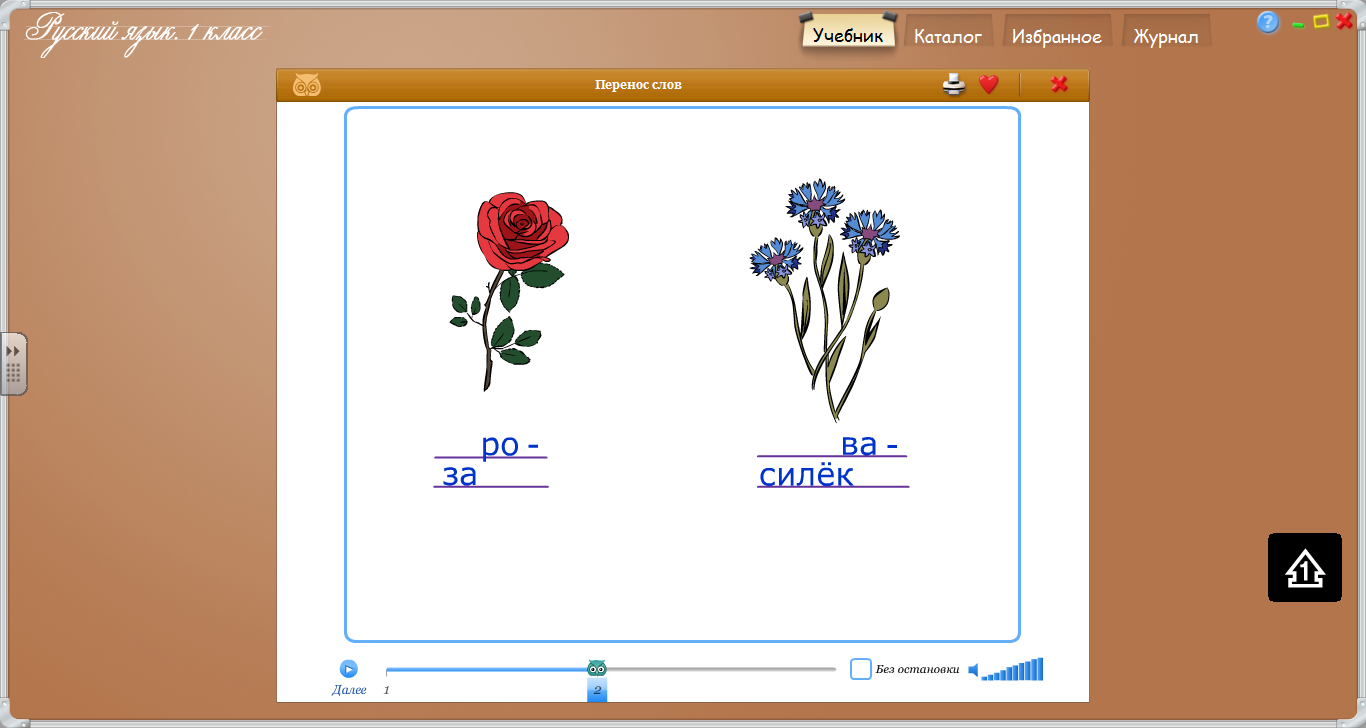 Русский язык. 1 класс
Учебник
Каталог
Избранное
Журнал
?
Перенос слов
ро -
за
ва -
силёк
1
Далее
1
2
Без остановки